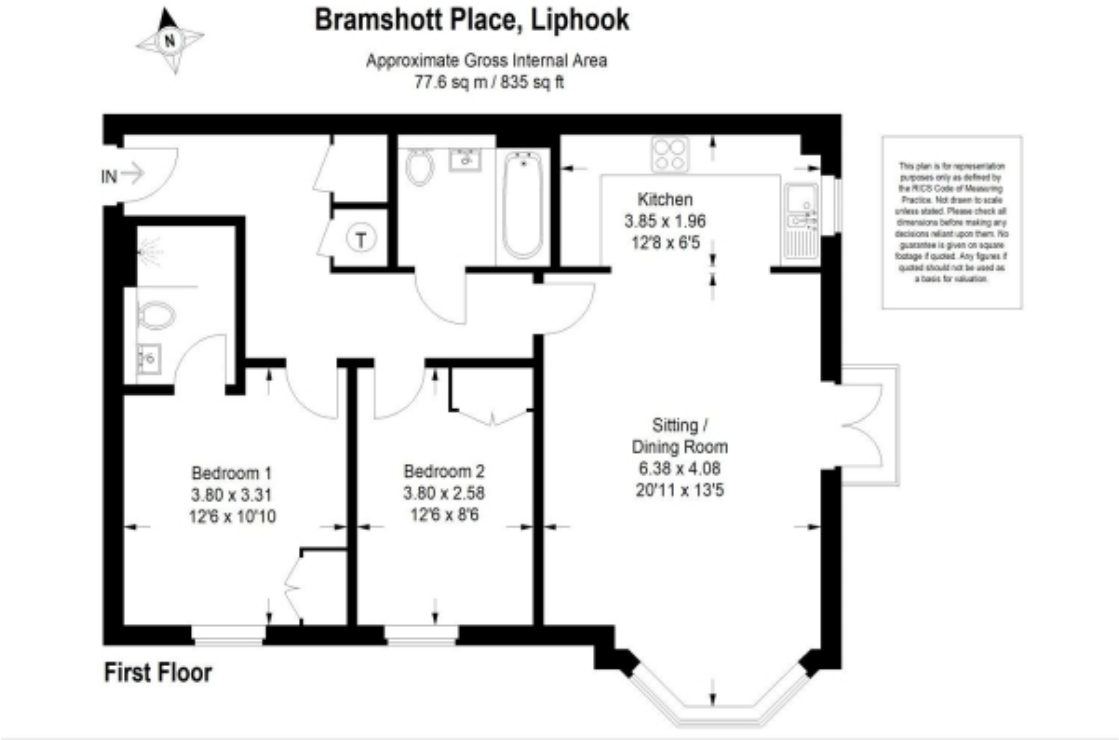 Bramshott Place, Liphook
N
Approximate Gross Internal Area
77.6 sq m / 835 sq ft
IN
T
Kitchen
3.85 x 1.96
12'8 x 6'5
This plan is for representation
purposes only as defined by
the RICS Code of Measuring
Practice. Not drawn to scale
unless stated. Please check all
dimensions before making any
decisions reliant upon them. No
guarantee is given on square
footage if quoted. Any figures if
quoted should not be used as
a basis for valuation.
Sitting /
Dining Room
6.38 x 4.08
20'11 x 13'5
Bedroom 1
3.80 x 3.31
12'6 x 10'10
Bedroom 2
3.80 x 2.58
12'6 x 8'6
First Floor